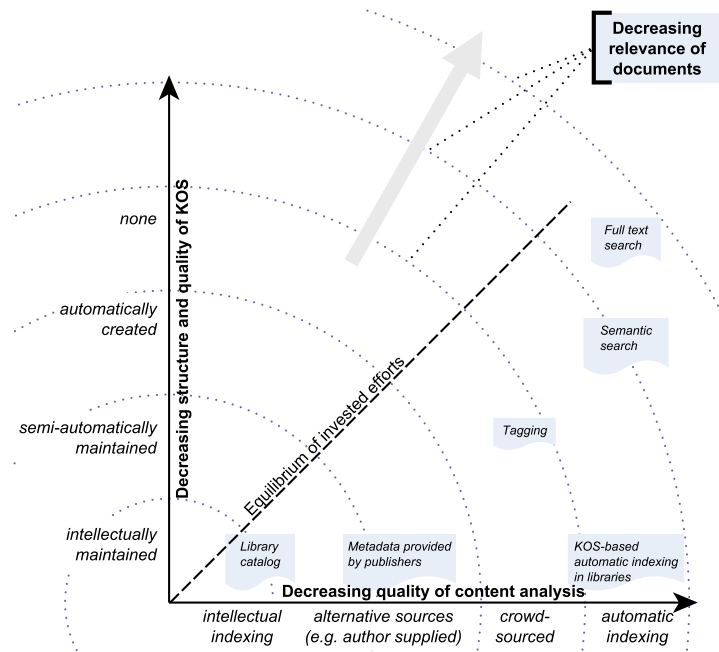 Decreasing
relevance of
documents
none
automatically
created
semi-automatically
maintained
intellectually
maintained
Decreasing structure and quality of KOS
Equilibrium of invested efforts
Full text
search
Semantic
search
Tagging
Library
catalog
Metadata provided
by publishers
KOS-based
automatic indexing
in libraries
Decreasing quality of content analysis
intellectual
indexing
alternative sources
(e.g. author supplied)
crowd-
sourced
automatic
indexing